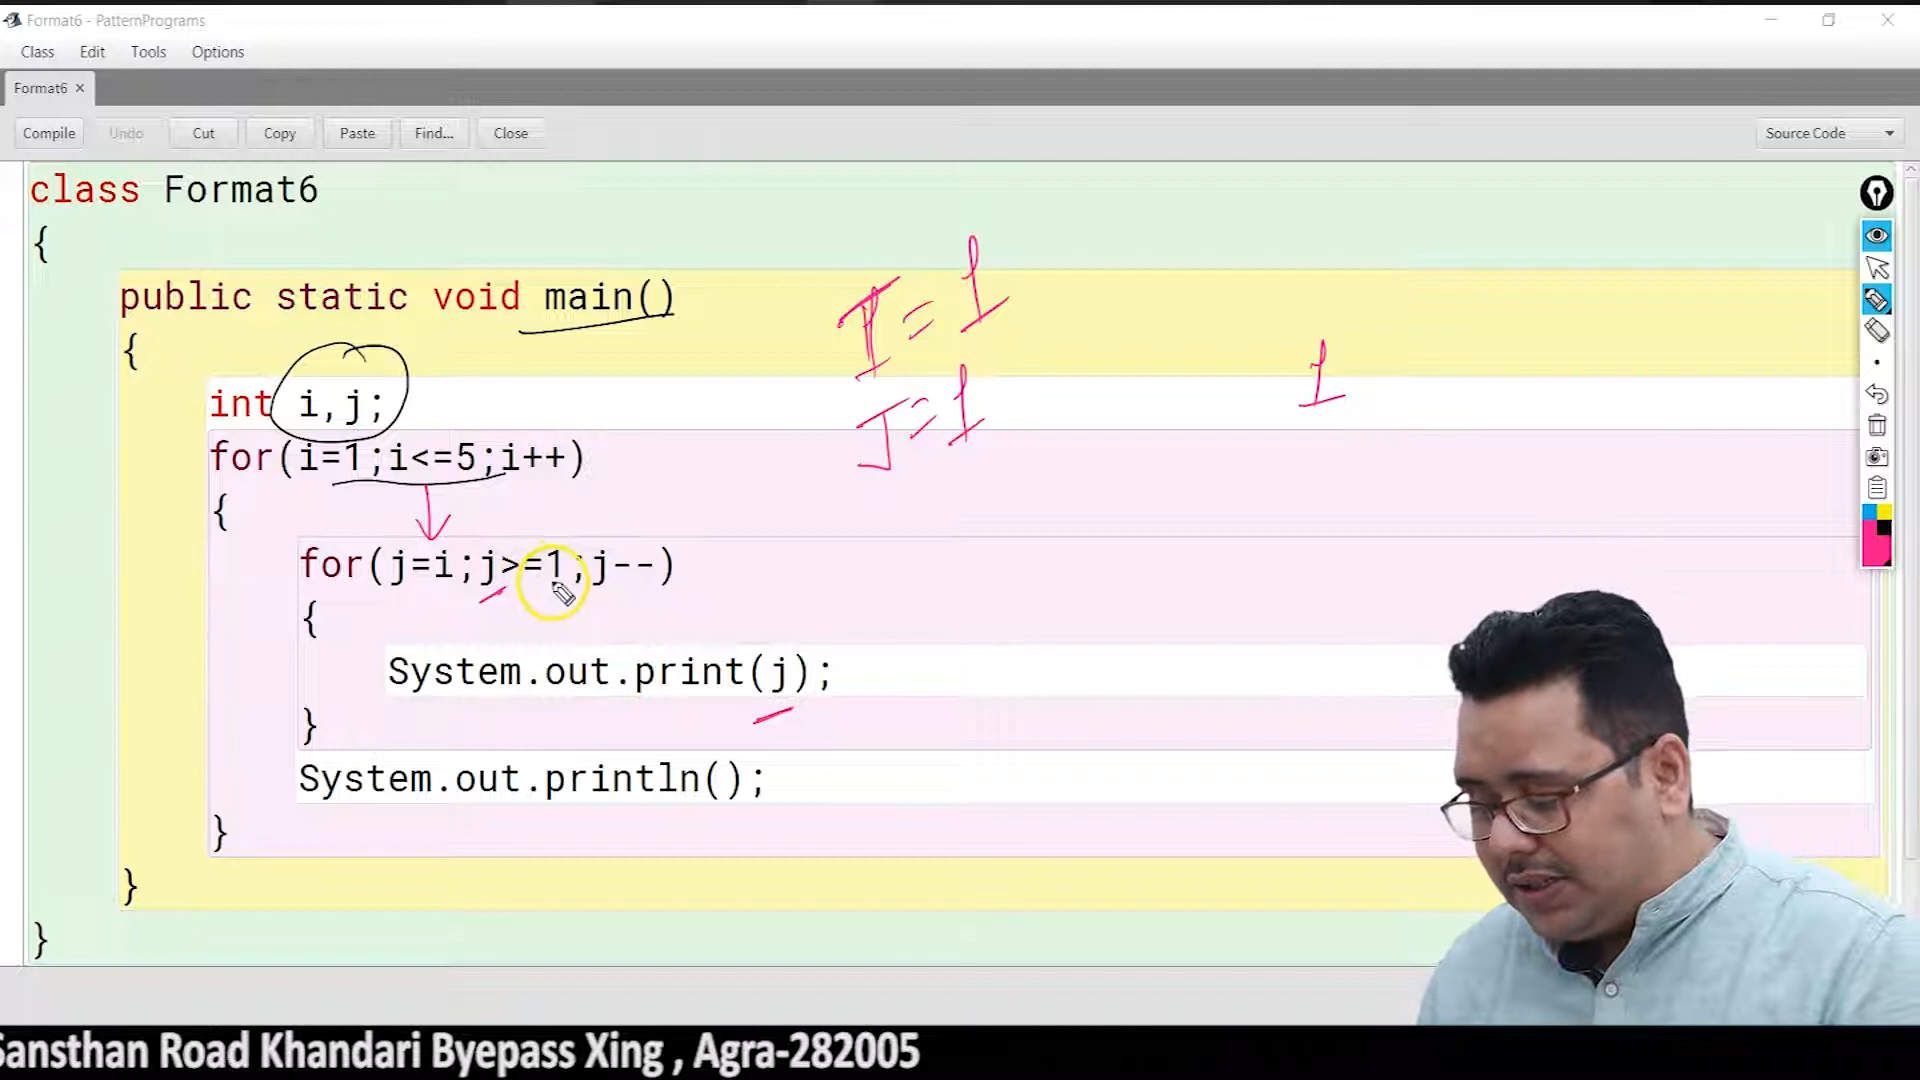 Format6 - PatternPrograms
Class Edit Tools Options
Format6 ×
Compile Undo Cut Copy Paste Find... Close Source Code
class Format6
{
public static void main()
{
int i,j;
for(i=1;i<=5;i++)
{
for(j=i;j>=1;j--)
{
System.out.print(j);
}
System.out.println();
}
}
}
I=1
J=1
1
Sansthan Road Khandari Byepass Xing , Agra-282005